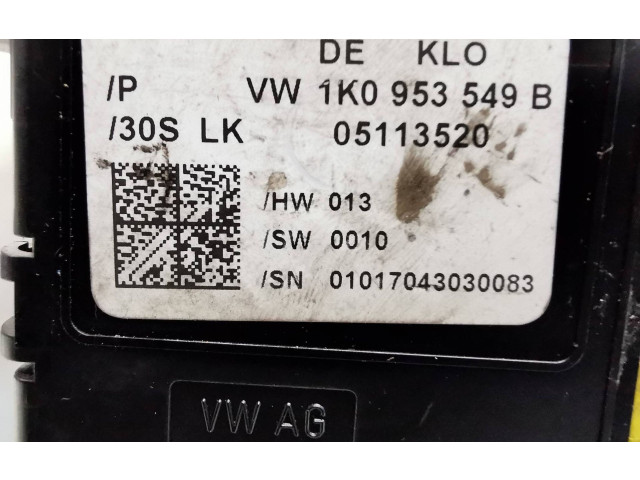 DE KLO
/P VW 1K0 953 549 B
/30S LK 05113520
/HW 013
/SW 0010
/SN 01017043030083
VW AG